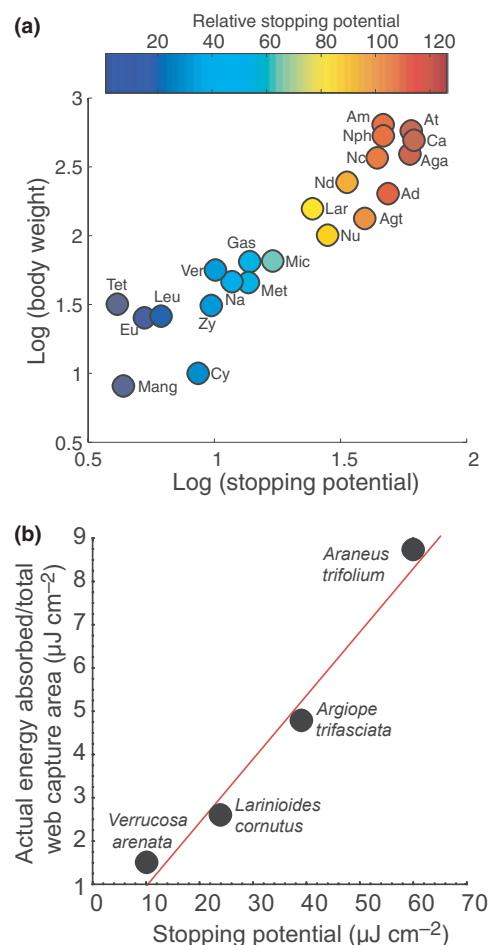 (a)
Relative stopping potential
20 40 60 80 100 120
Log (body weight)
3
2.5
2
1.5
1
0.5
Am
At
Nph
Ca
Nc
Aga
Nd
Ad
Lar
Agt
Nu
Gas
Mic
Ver
Na
Met
Tet
Leu
Eu
Zy
Mang
Cy
0.5 1 1.5 2
Log (stopping potential)
(b)
Actual energy absorbed/total
web capture area (μJ cm−2)
9
8
7
6
5
4
3
2
1
Araneus
trifolium
Argiope
trifasciata
Larinioides
cornutus
Verrucosa
arenata
0 10 20 30 40 50 60 70
Stopping potential (μJ cm−2)